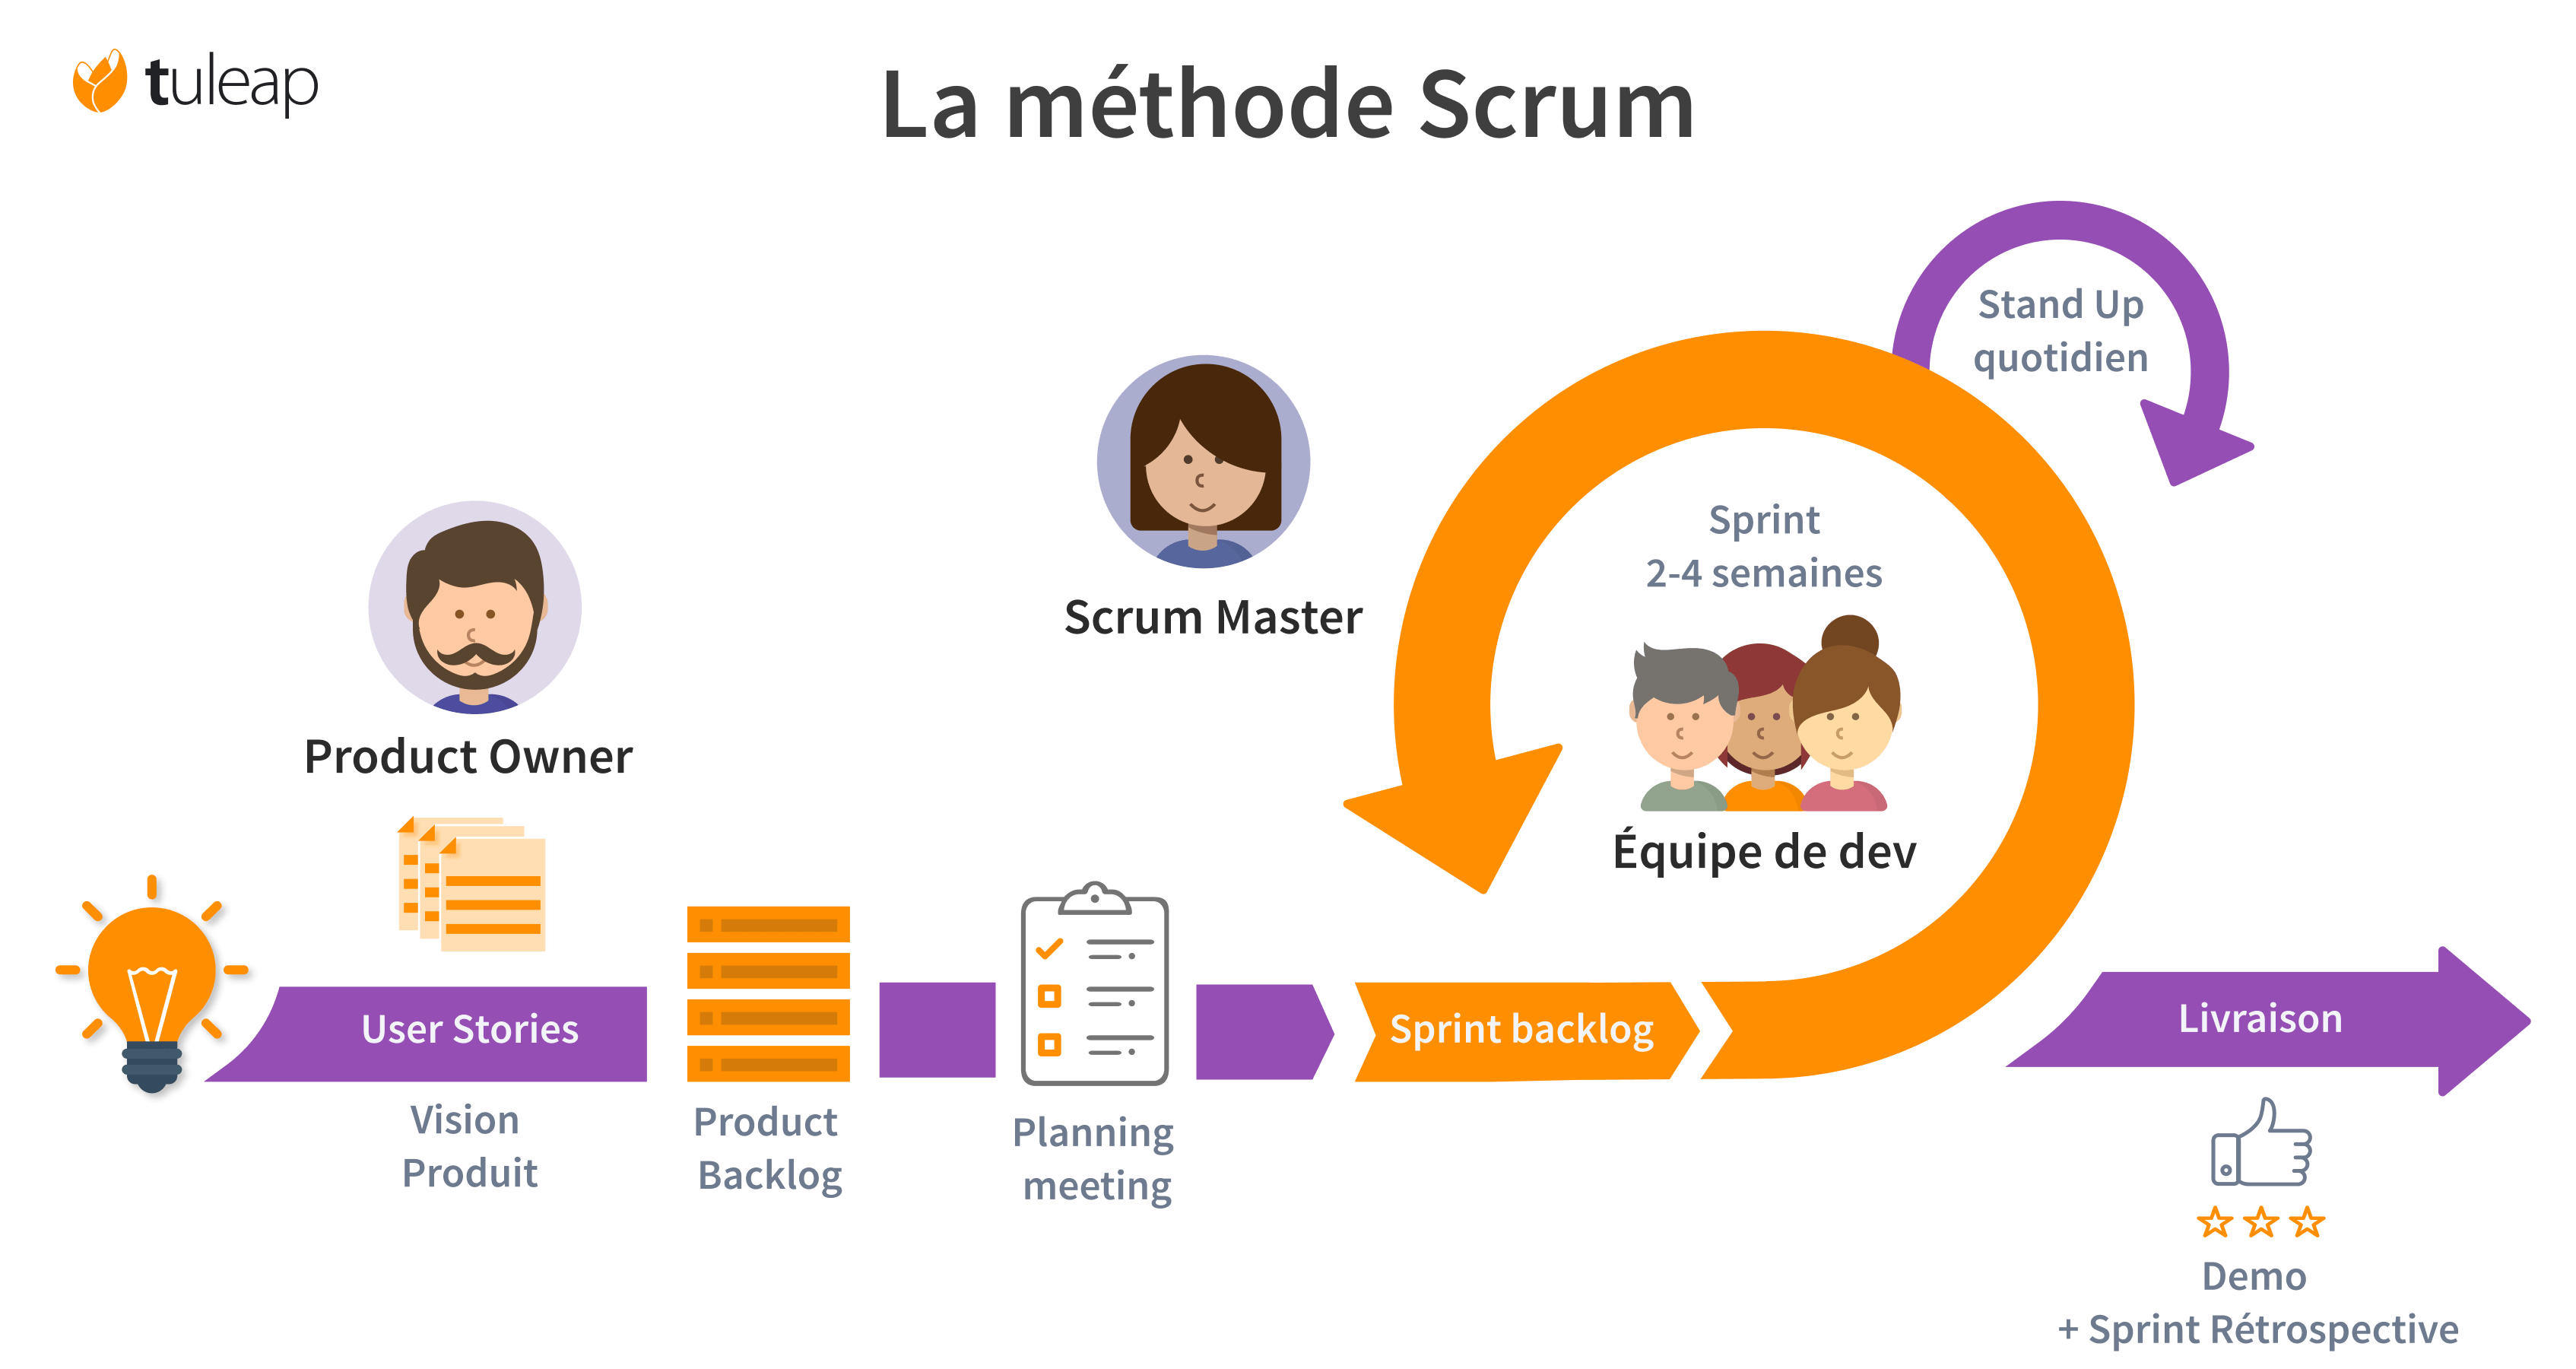 tuleap
La méthode Scrum
Stand Up
quotidien
Sprint
2-4 semaines
Scrum Master
Product Owner
Équipe de dev
User Stories
Sprint backlog
Livraison
Vision
Produit
Product
Backlog
Planning
meeting
Demo
+ Sprint Rétrospective